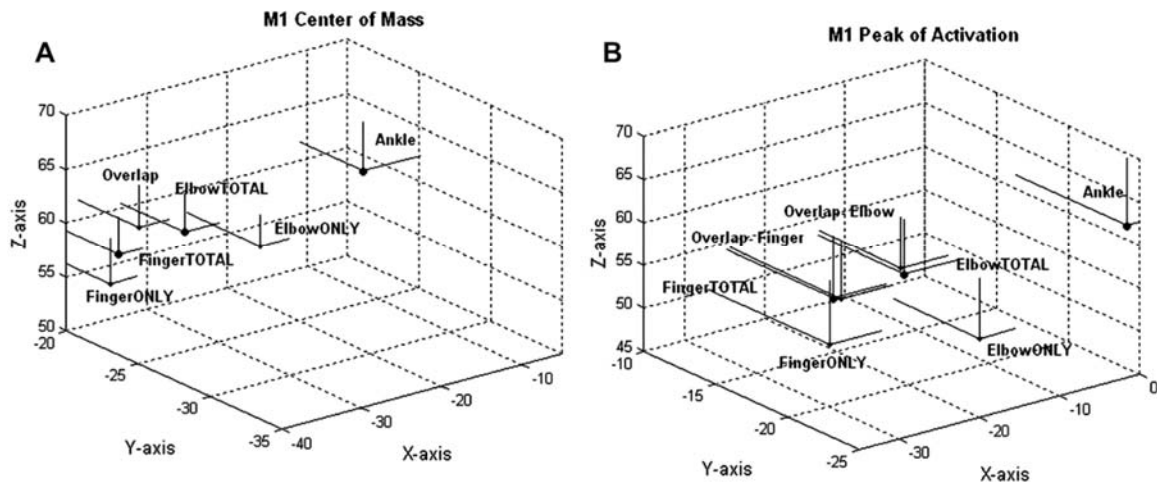 M1 Center of Mass
A
70
65
60
55
50
Z-axis
-20
-25
-30
-35
Y-axis
-40
-30
-20
-10
X-axis
Ankle
Overlap
ElbowTOTAL
ElbowONLY
FingerTOTAL
FingerONLY
M1 Peak of Activation
B
70
65
60
55
50
45
Z-axis
-10
-15
-20
-25
Y-axis
-30
-20
-10
0
X-axis
Ankle
Overlap-Elbow
Overlap-Finger
ElbowTOTAL
FingerTOTAL
FingerONLY
ElbowONLY